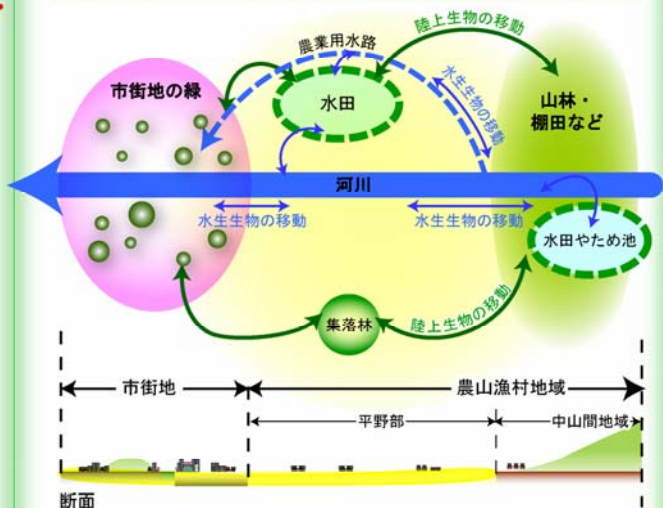 農業用水路
陸上生物の移動
市街地の緑
水田
水生生物の移動
山林・
棚田など
河川
水生生物の移動
水生生物の移動
水田やため池
集落林
陸上生物の移動
市街地
農山漁村地域
平野部
中山間地域
断面